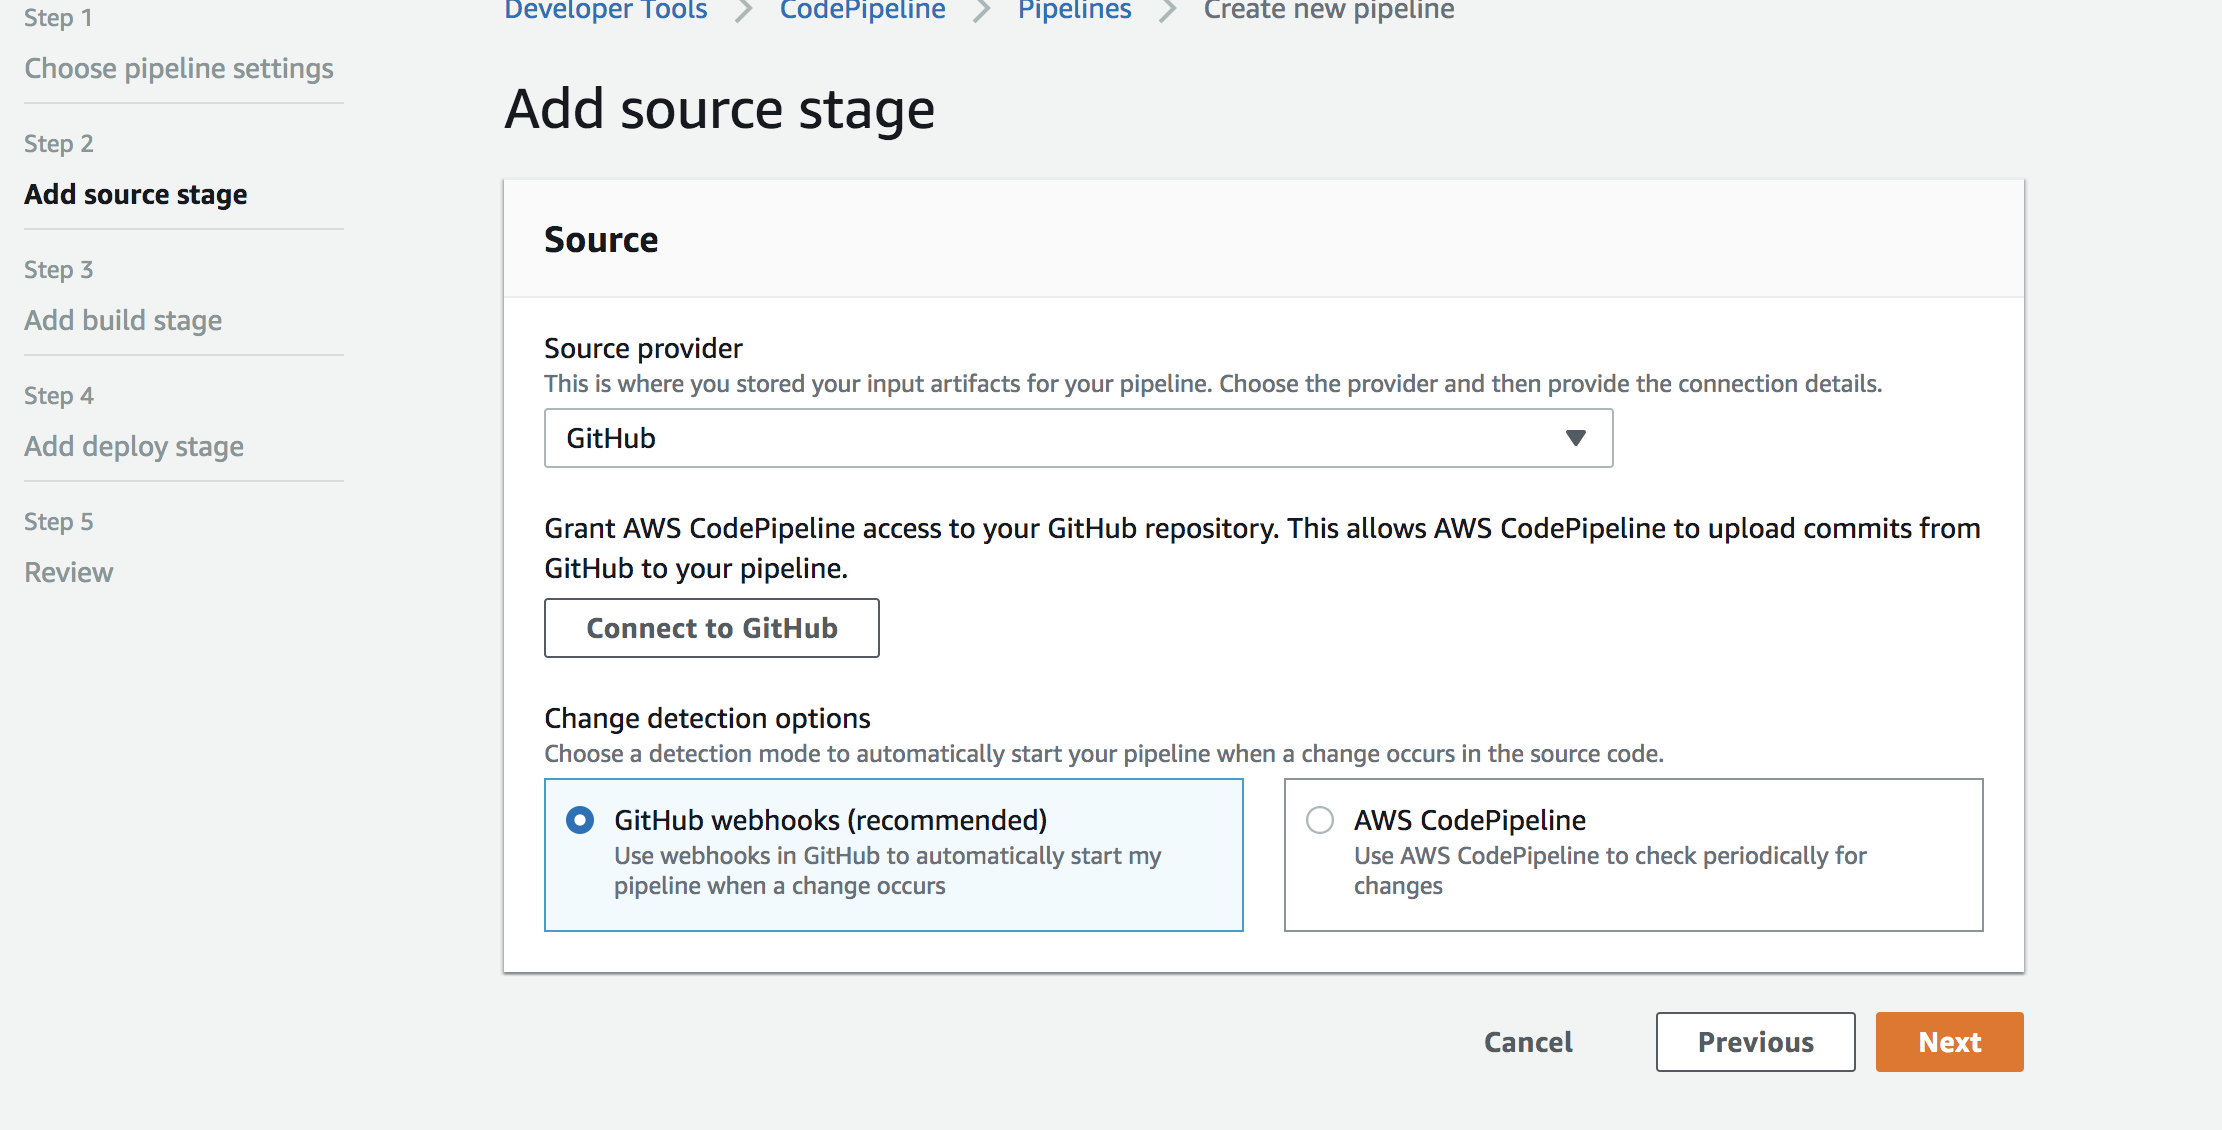 Step 1
Choose pipeline settings
Step 2
Add source stage
Step 3
Add build stage
Step 4
Add deploy stage
Step 5
Review
Developer Tools
CodePipeline
Pipelines
Create new pipeline
Add source stage
Source
Source provider
This is where you stored your input artifacts for your pipeline. Choose the provider and then provide the connection details.
GitHub
Grant AWS CodePipeline access to your GitHub repository. This allows AWS CodePipeline to upload commits from
GitHub to your pipeline.
Connect to GitHub
Change detection options
Choose a detection mode to automatically start your pipeline when a change occurs in the source code.
GitHub webhooks (recommended)
Use webhooks in GitHub to automatically start my
pipeline when a change occurs
AWS CodePipeline
Use AWS CodePipeline to check periodically for
changes
Cancel
Previous
Next